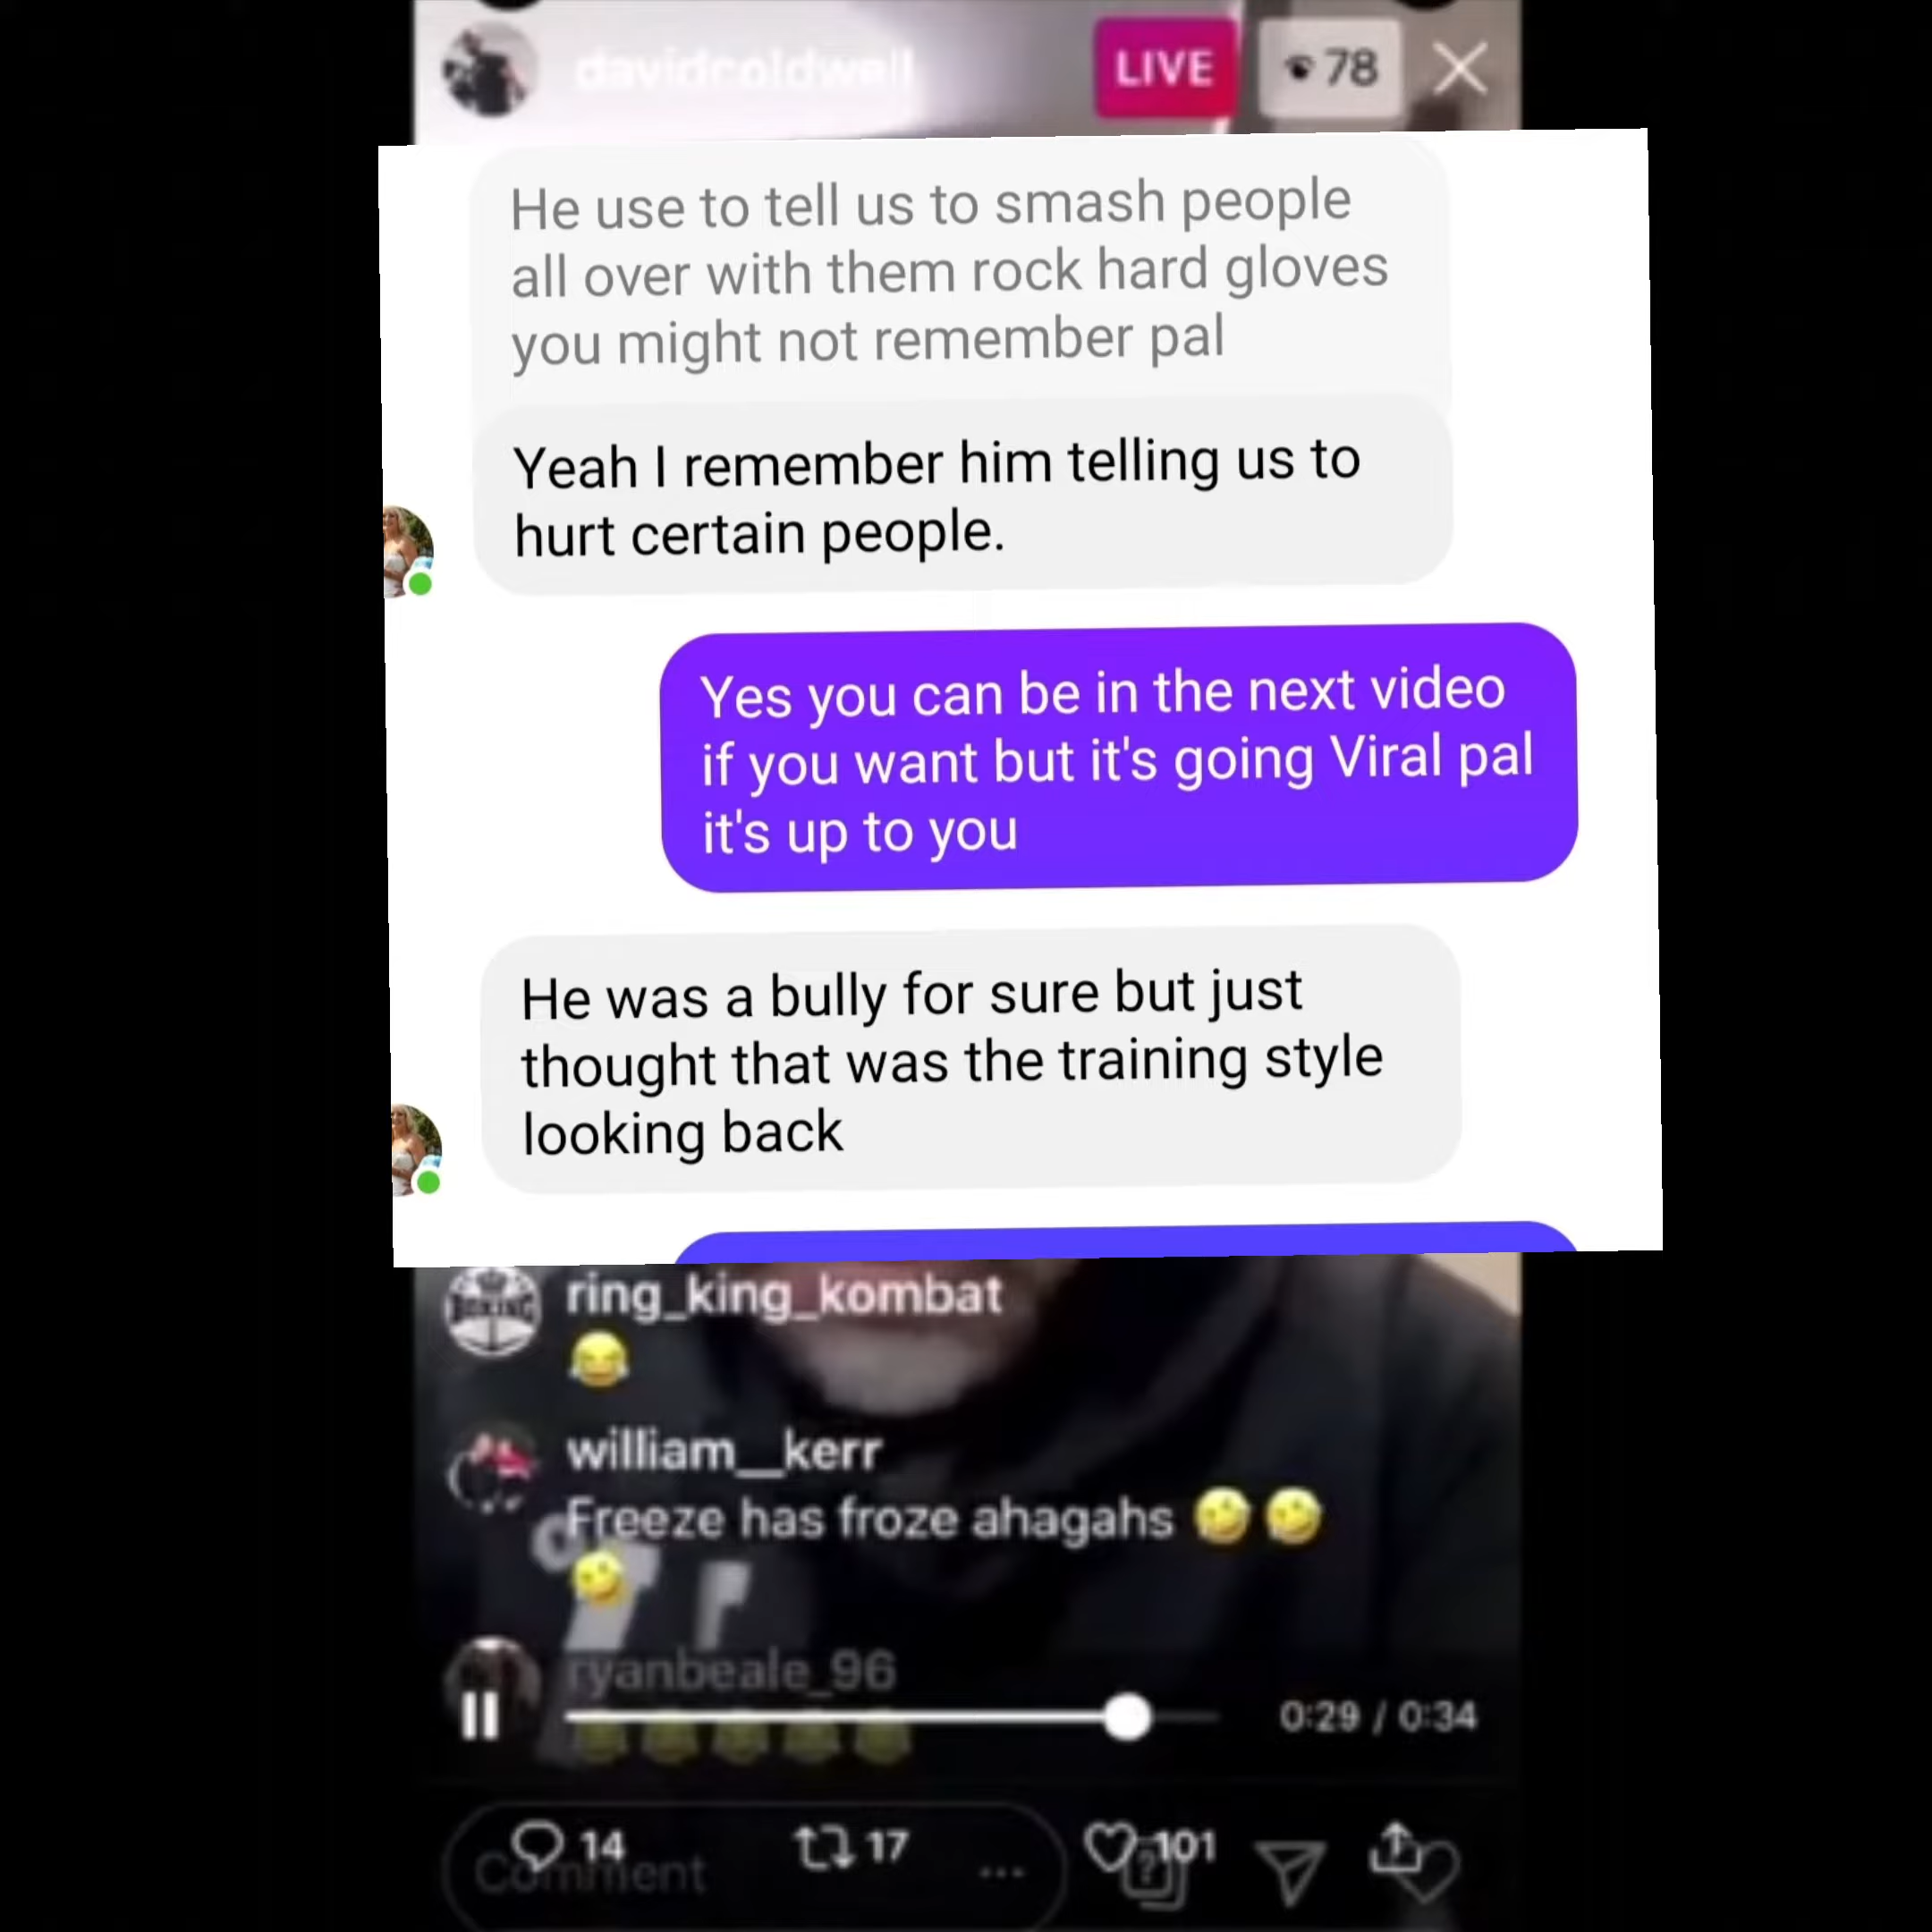 davidcoldwell
LIVE
78
He use to tell us to smash people
all over with them rock hard gloves
you might not remember pal
Yeah I remember him telling us to
hurt certain people.
Yes you can be in the next video
if you want but it's going Viral pal
it's up to you
He was a bully for sure but just
thought that was the training style
looking back
BOXING
ring_king_kombat
😂
william__kerr
Freeze has froze ahagahs 🤣 🤣
🤣
ryanbeale_96
0:29 / 0:34
14
17
101
Comment